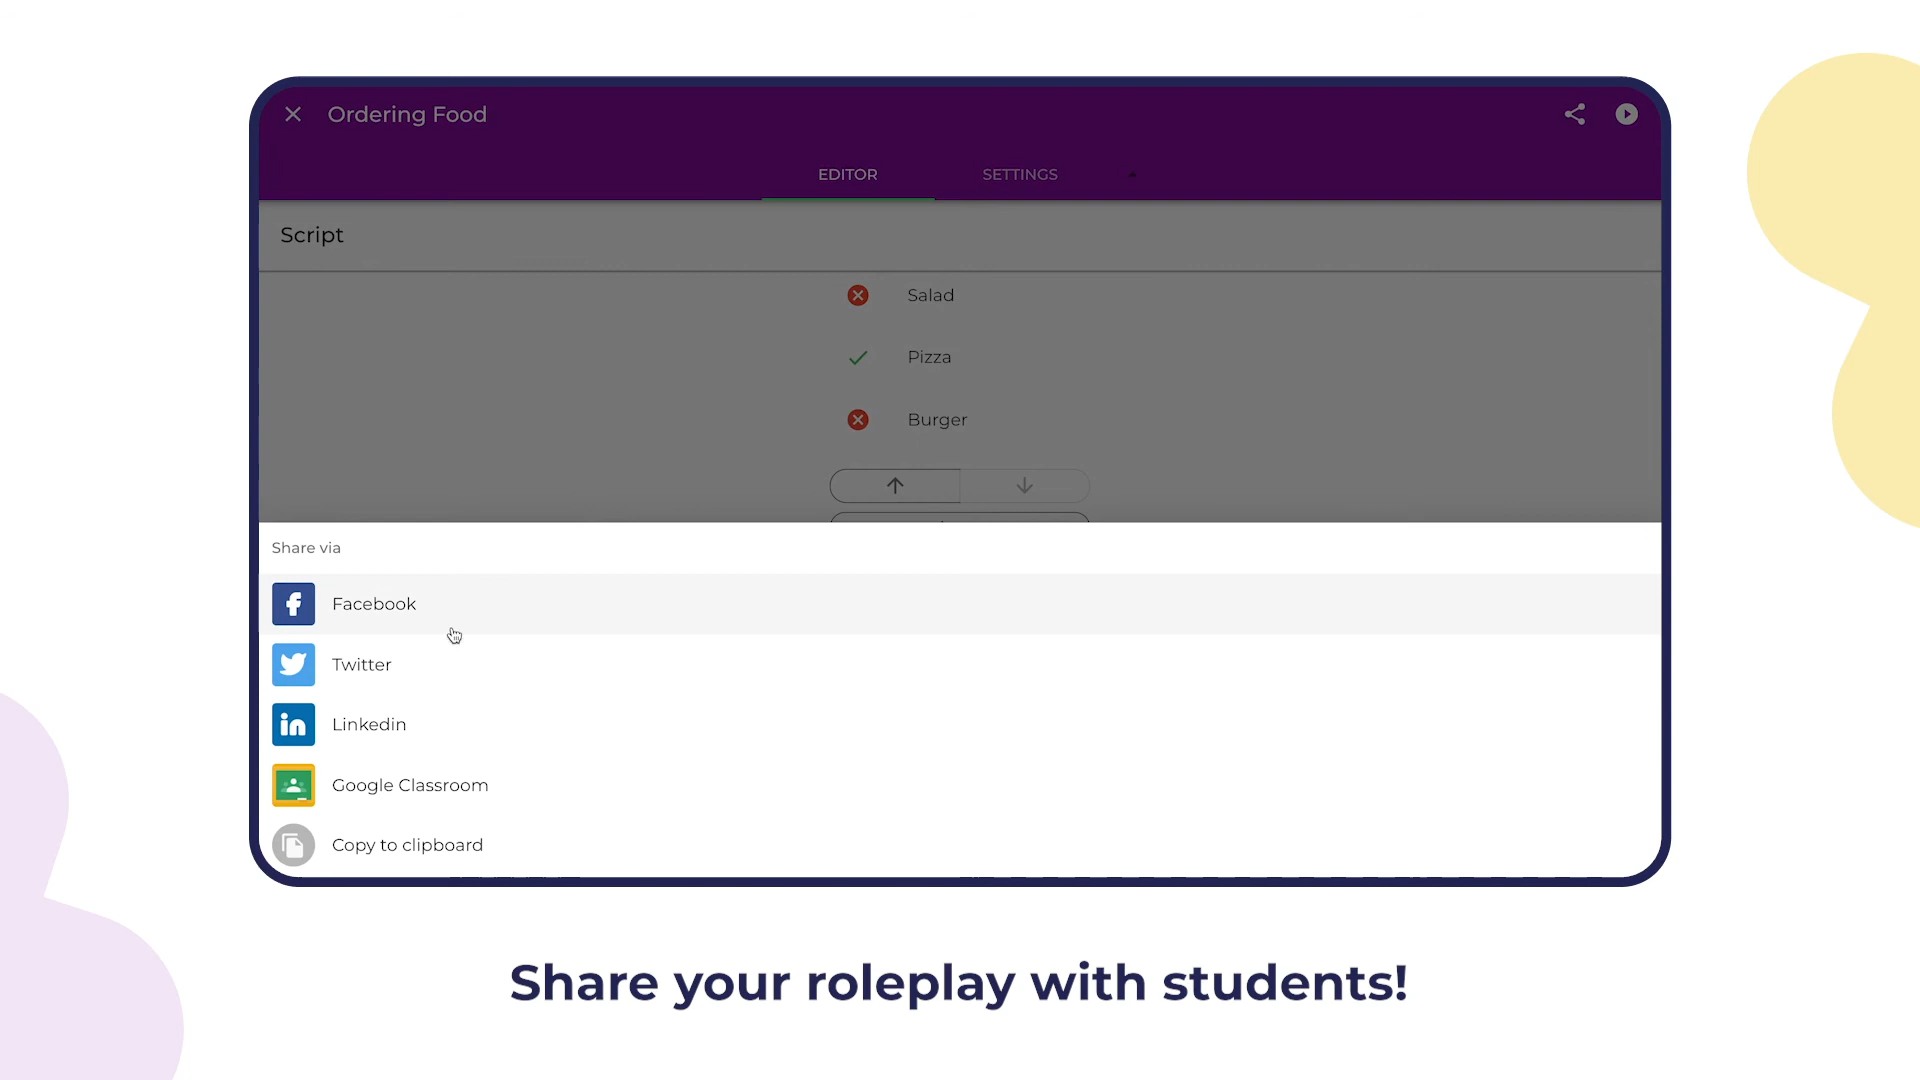 Ordering Food
EDITOR
SETTINGS
Script
Salad
Pizza
Burger
Share via
Facebook
Twitter
Linkedin
Google Classroom
Copy to clipboard
Share your roleplay with students!